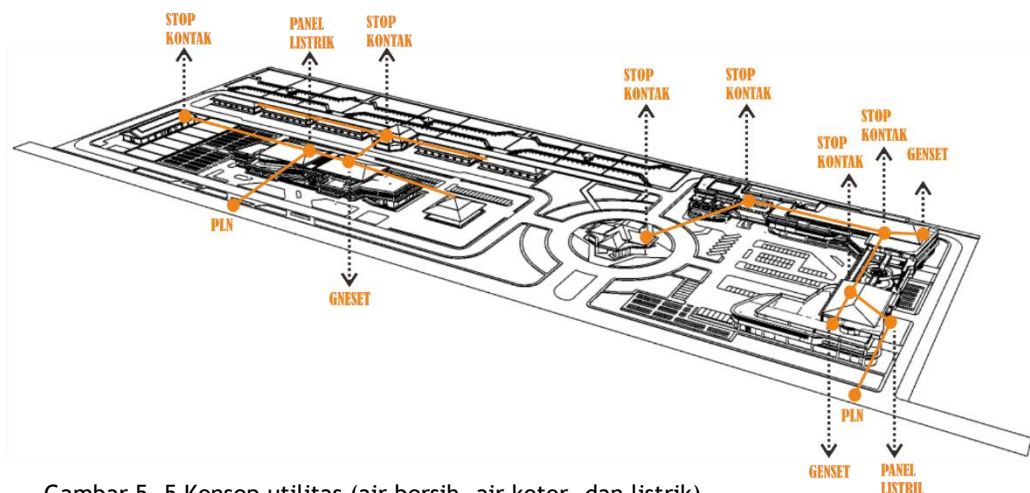 STOP
KONTAK
PANEL
LISTRIK
STOP
KONTAK
STOP
KONTAK
STOP
KONTAK
STOP
KONTAK
STOP
KONTAK
GENSET
PLN
GNESET
PLN
GENSET
PANEL
LISTRIL
Gambar 5. 5 Konsep utilitas (air bersih, air kotor, dan listrik)